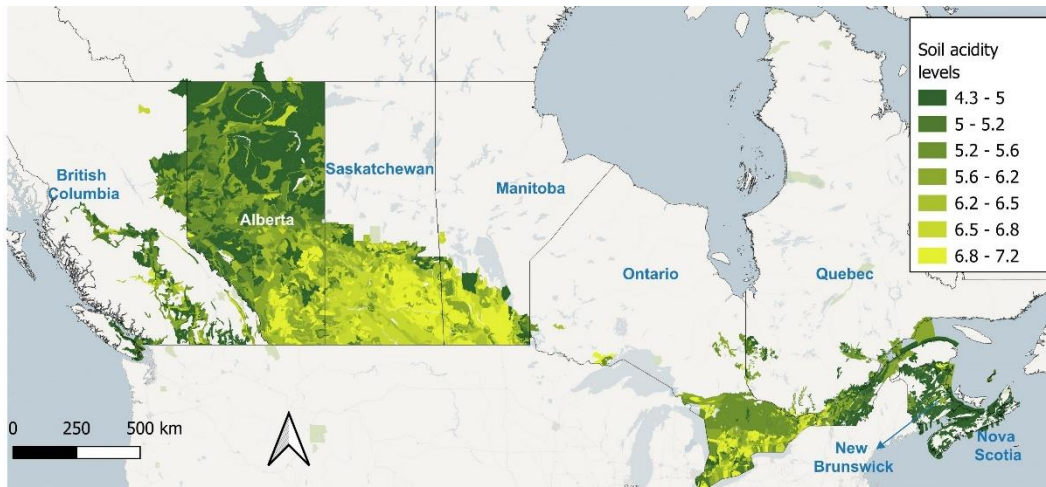 Soil acidity
levels
4.3 - 5
5 - 5.2
5.2 - 5.6
5.6 - 6.2
6.2 - 6.5
6.5 - 6.8
6.8 - 7.2
British
Columbia
Alberta
Saskatchewan
Manitoba
Ontario
Quebec
New
Brunswick
Nova
Scotia
0 250 500 km